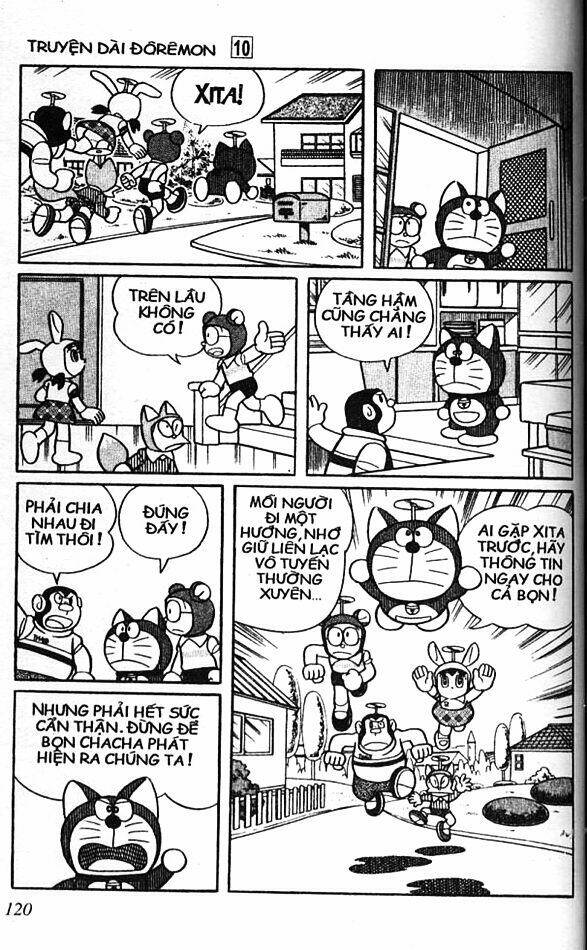 TRUYỆN DÀI ĐÔRÊMON 10
XITA!
TRÊN LẦU
KHÔNG
CÓ!
TẦNG HẦM
CŨNG CHẲNG
THẤY AI!
PHẢI CHIA
NHAU ĐI
TÌM THÔI!
ĐÚNG
ĐẤY!
MỖI NGƯỜI
ĐI MỘT
HƯỚNG, NHỚ
GIỮ LIÊN LẠC
VÔ TUYẾN
THƯỜNG
XUYÊN...
AI GẶP XITA
TRƯỚC, HÃY
THÔNG TIN
NGAY CHO
CẢ BỌN!
NHƯNG PHẢI HẾT SỨC
CẨN THẬN. ĐỪNG ĐỂ
BỌN CHACHA PHÁT
HIỆN RA CHÚNG TA!
120